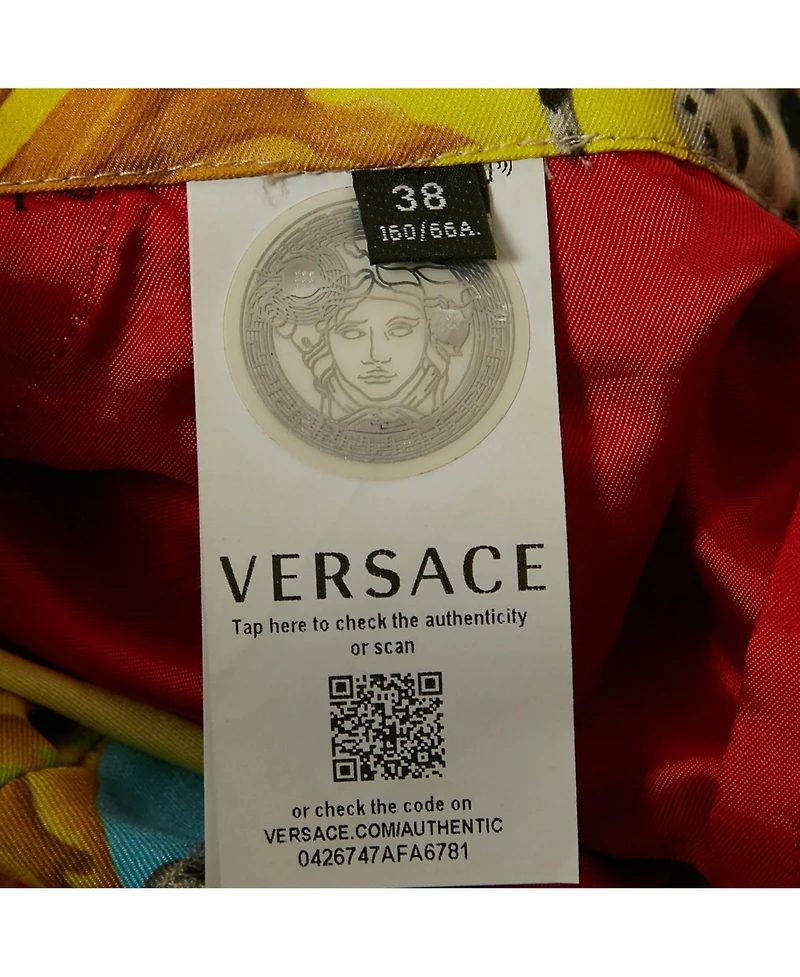 38
160/66A.
VERSACE
Tap here to check the authenticity
or scan
or check the code on
VERSACE.COM/AUTHENTIC
0426747AFA6781